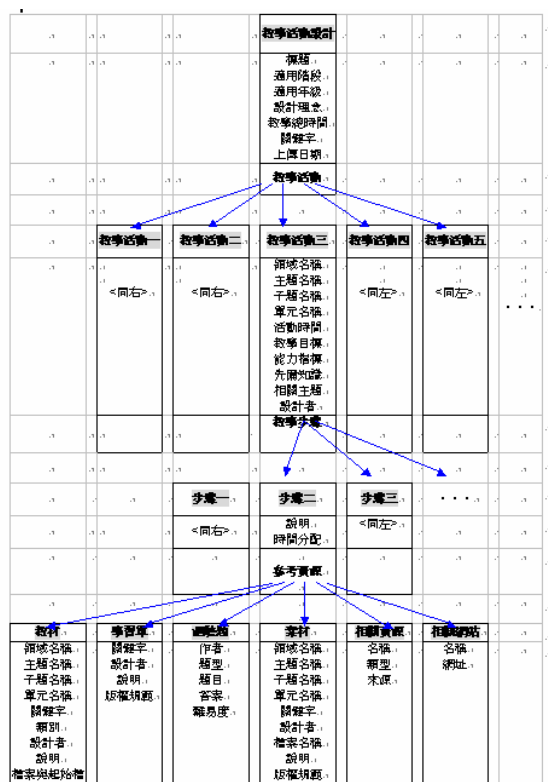 教學活動設計
標題
適用階段
適用年級
設計理念
教學總時間
關鍵字
上傳日期
教學活動
教學活動一 教學活動二 教學活動三 教學活動四 教學活動五
<同右> <同右> 領域名稱 <同左> <同左> ...
主題名稱
子題名稱
單元名稱
活動時間
教學目標
能力指標
先備知識
相關主題
設計者
教學步驟
步驟一 步驟二 步驟三 ...
<同右> 說明 <同左>
時間分配
參考資源
教材 學習單 測驗題 素材 相關資源 相關網站
領域名稱 關鍵字 作者 領域名稱 名稱 名稱
主題名稱 設計者 題型 主題名稱 類型 網址
子題名稱 說明 題目 子題名稱 來源
單元名稱 版權規範 答案 單元名稱
關鍵字 難易度 關鍵字
類別 設計者
設計者 檔案名稱
說明 說明
檔案與起始檔 版權規範